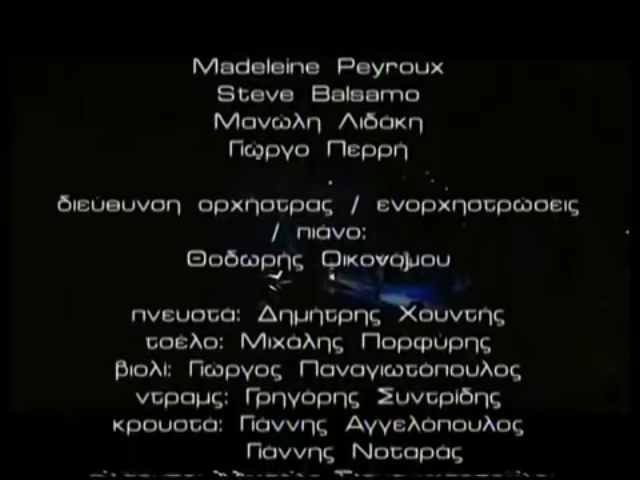 Madeleine Peyroux
Steve Balsamo
Μανώλη Λιδάκη
Γιώργο Περρή
διεύθυνση ορχήστρας / ενορχηστρώσεις
/ πιάνο:
Θοδωρής Οικονόμου
πνευστά: Δημήτρης Χουντής
τσέλο: Μιχάλης Πορφύρης
βιολί: Γιώργος Παναγιωτόπουλος
ντραμς: Γρηγόρης Συντρίδης
κρουστά: Γιάννης Αγγελόπουλος
Γιάννης Νοταράς